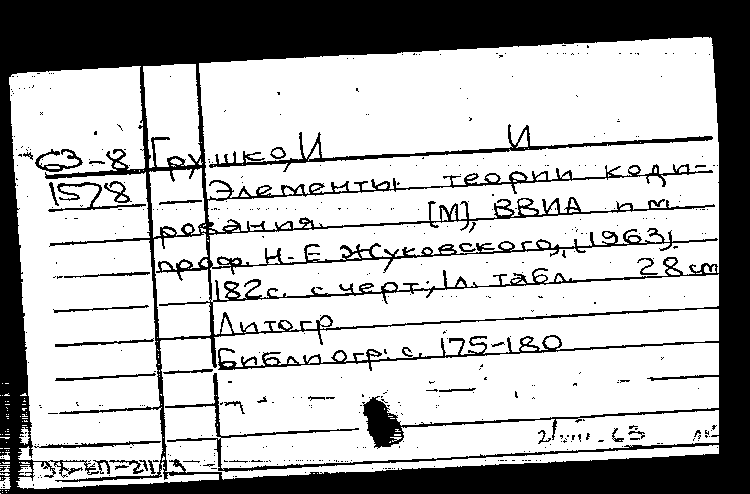 63-8 Грушко, И И
1578 Элементы теории коди-
рования. [М], ВВИА им.
проф. Н. Е. Жуковского, [1963].
182с. с черт., 1л. табл. 28 cm
Литогр
Библиогр: с. 175-180
2/VIII-63